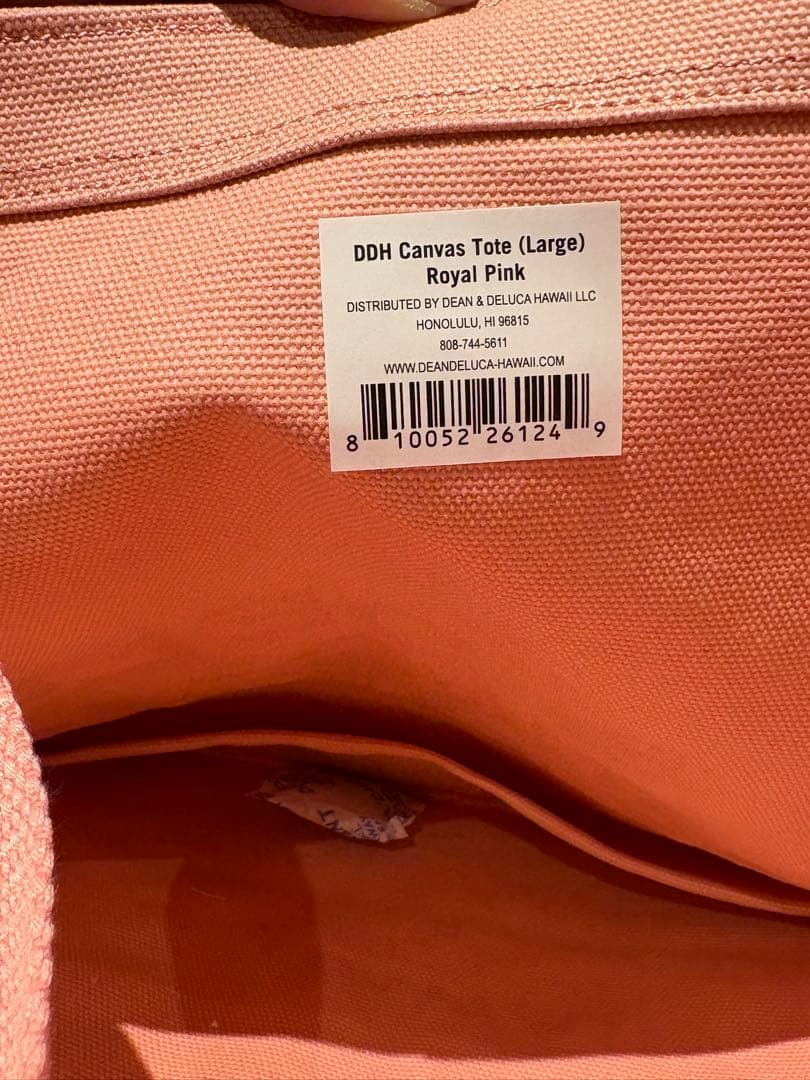 DDH Canvas Tote (Large)
Royal Pink
DISTRIBUTED BY DEAN & DELUCA HAWAII LLC
HONOLULU, HI 96815
808-744-5611
WWW.DEANDELUCA-HAWAII.COM
8 10052 26124 9